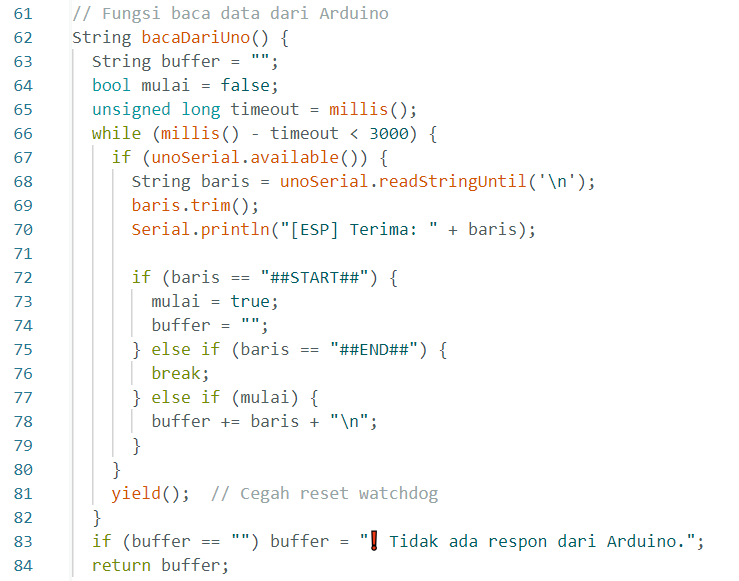 61 // Fungsi baca data dari Arduino
62 String bacaDariUno() {
63   String buffer = "";
64   bool mulai = false;
65   unsigned long timeout = millis();
66   while (millis() - timeout < 3000) {
67     if (unoSerial.available()) {
68       String baris = unoSerial.readStringUntil('\n');
69       baris.trim();
70       Serial.println("[ESP] Terima: " + baris);
71
72       if (baris == "##START##") {
73         mulai = true;
74         buffer = "";
75       } else if (baris == "##END##") {
76         break;
77       } else if (mulai) {
78         buffer += baris + "\n";
79       }
80     }
81     yield();  // Cegah reset watchdog
82   }
83   if (buffer == "") buffer = "❗ Tidak ada respon dari Arduino.";
84   return buffer;